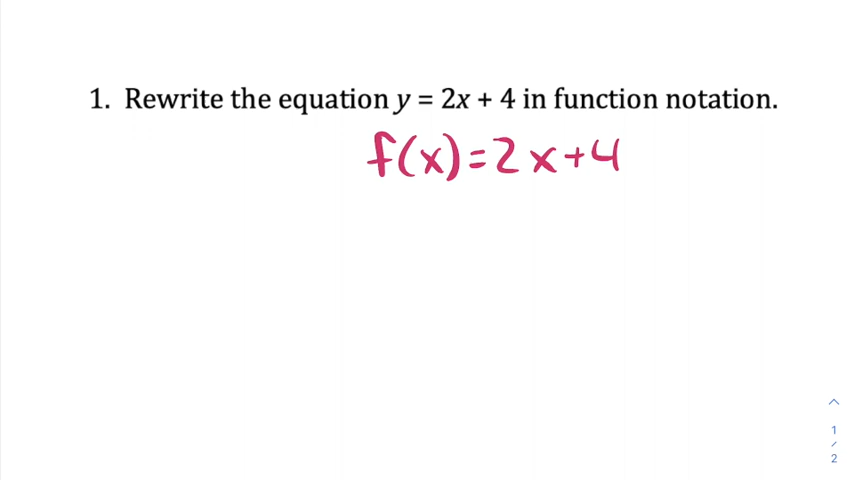 1. Rewrite the equation y = 2x + 4 in function notation.
f(x)=2x+4
1
/
2